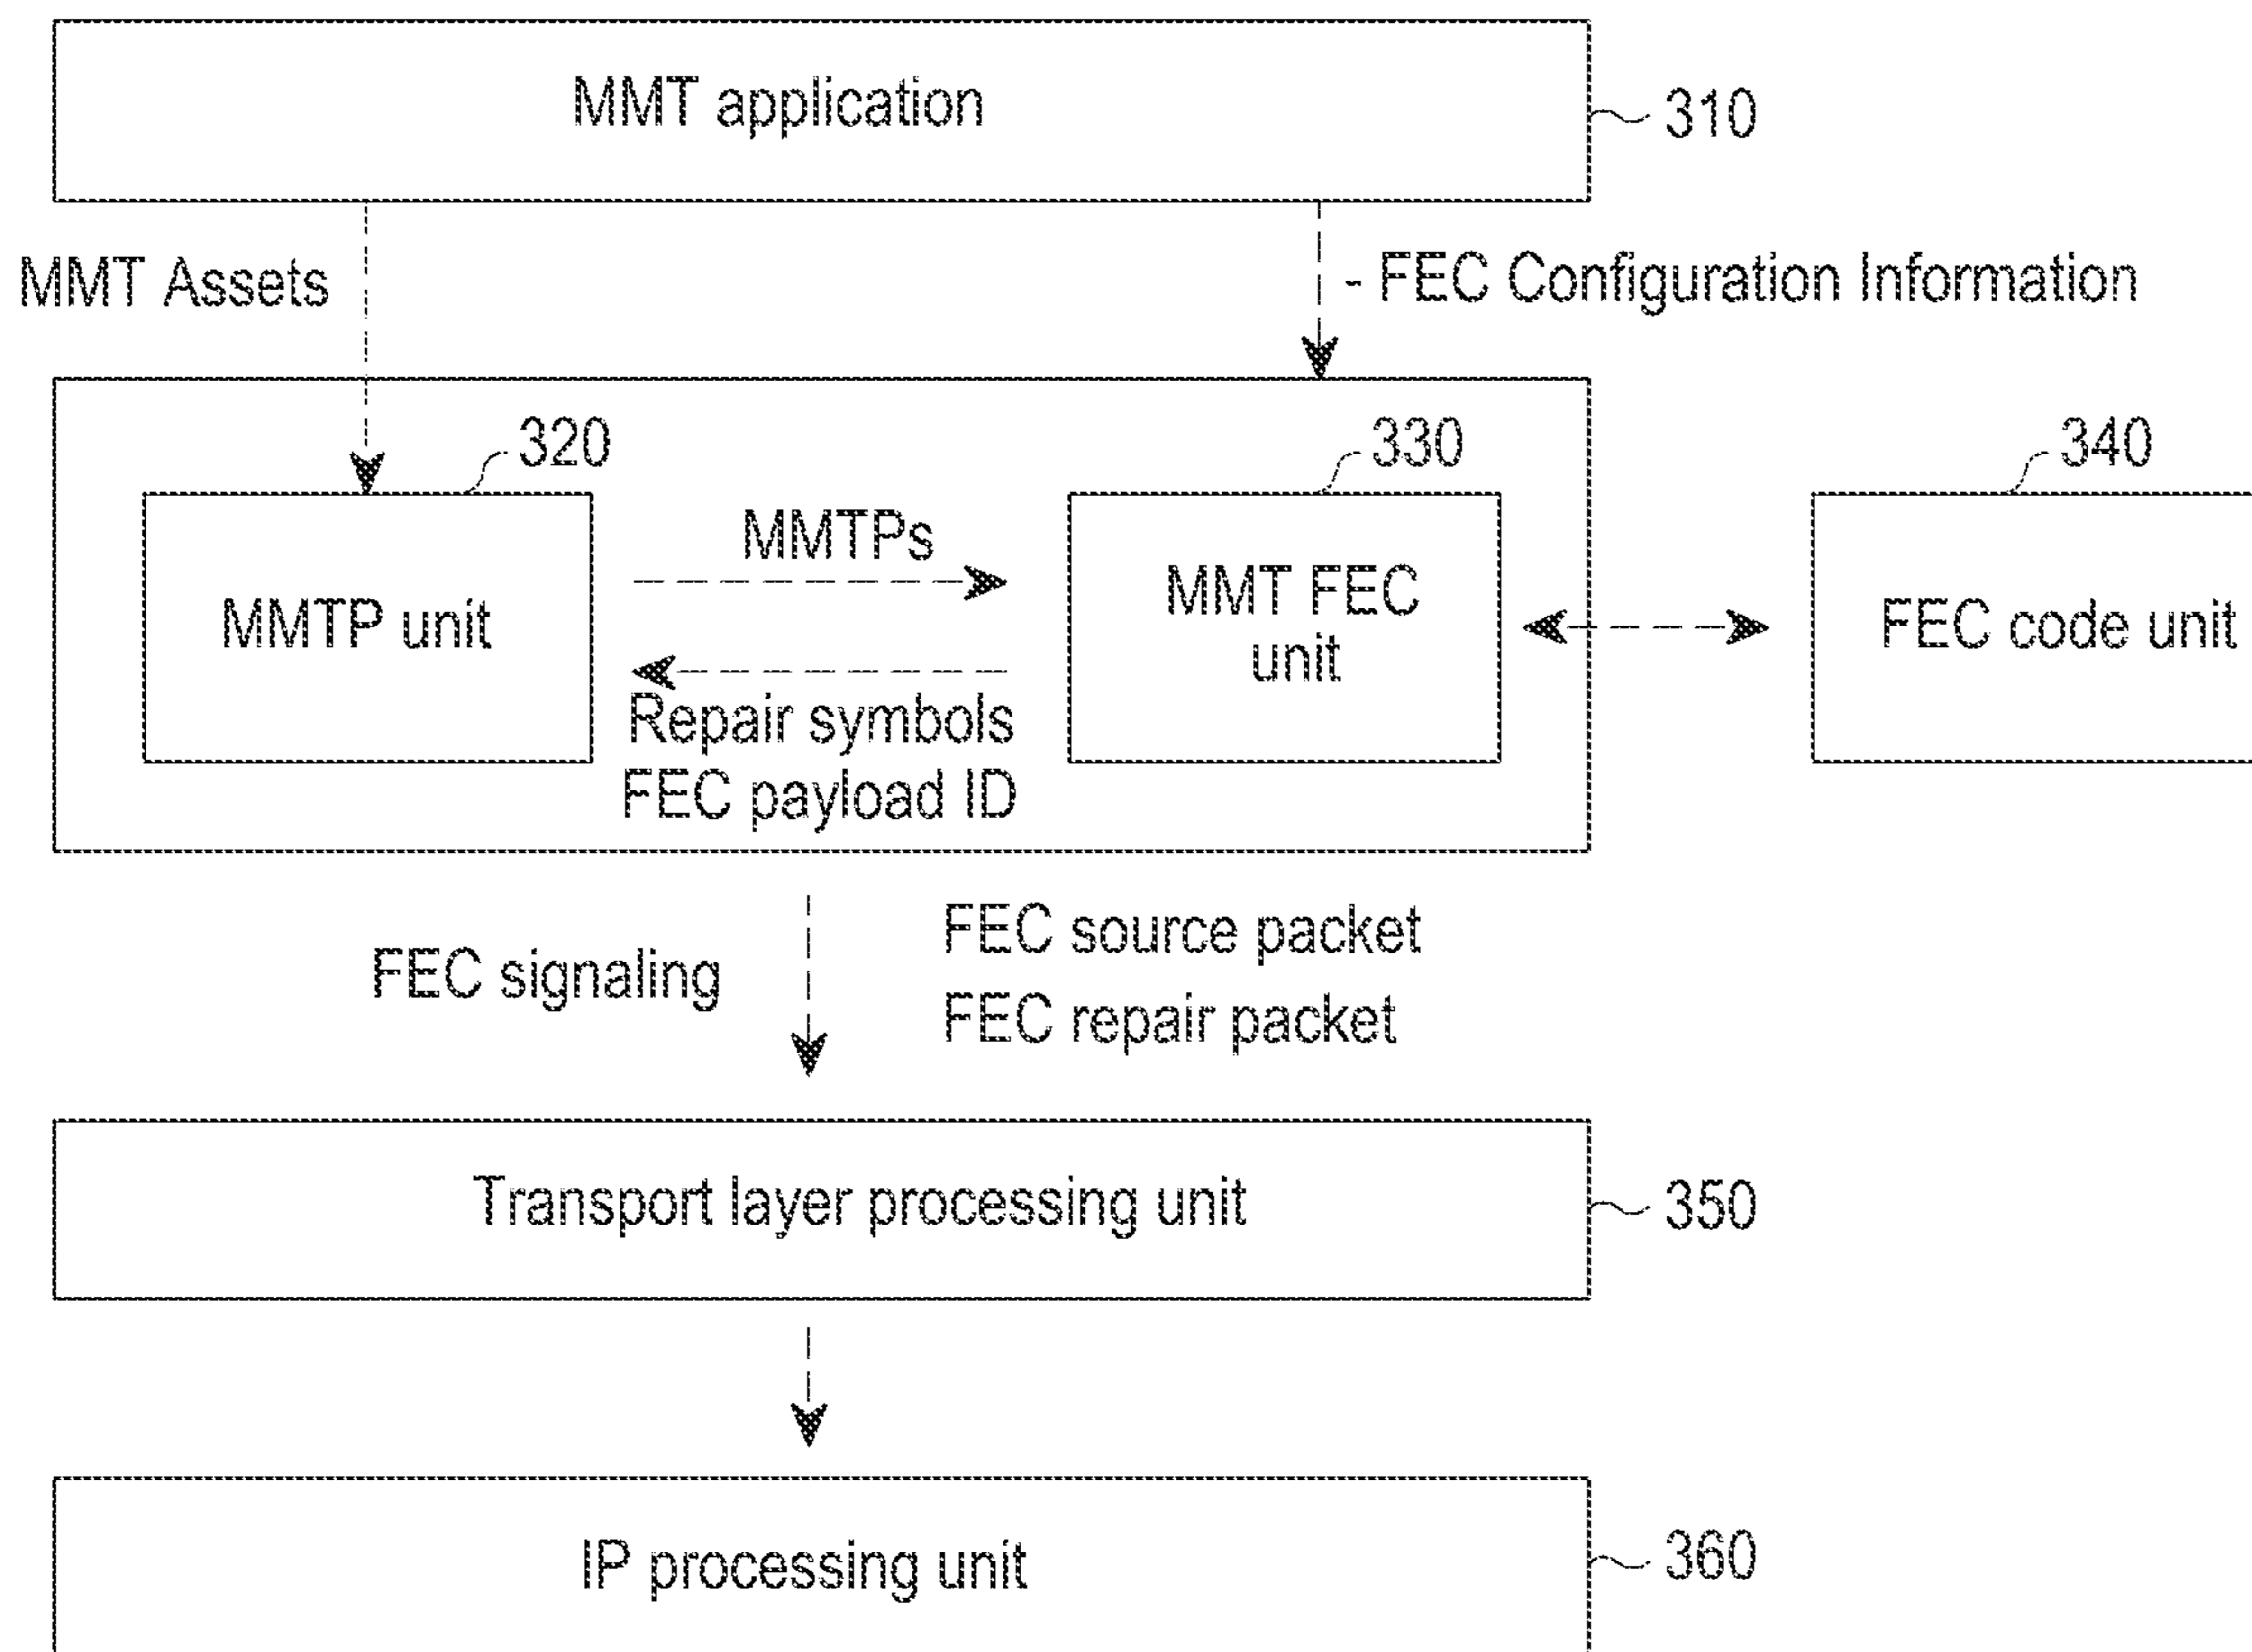 MMT application
310
MMT Assets
- FEC Configuration Information
320
330
340
MMTPs
MMTP unit
MMT FEC
unit
FEC code unit
Repair symbols
FEC payload ID
FEC signaling
FEC source packet
FEC repair packet
Transport layer processing unit
350
IP processing unit
360